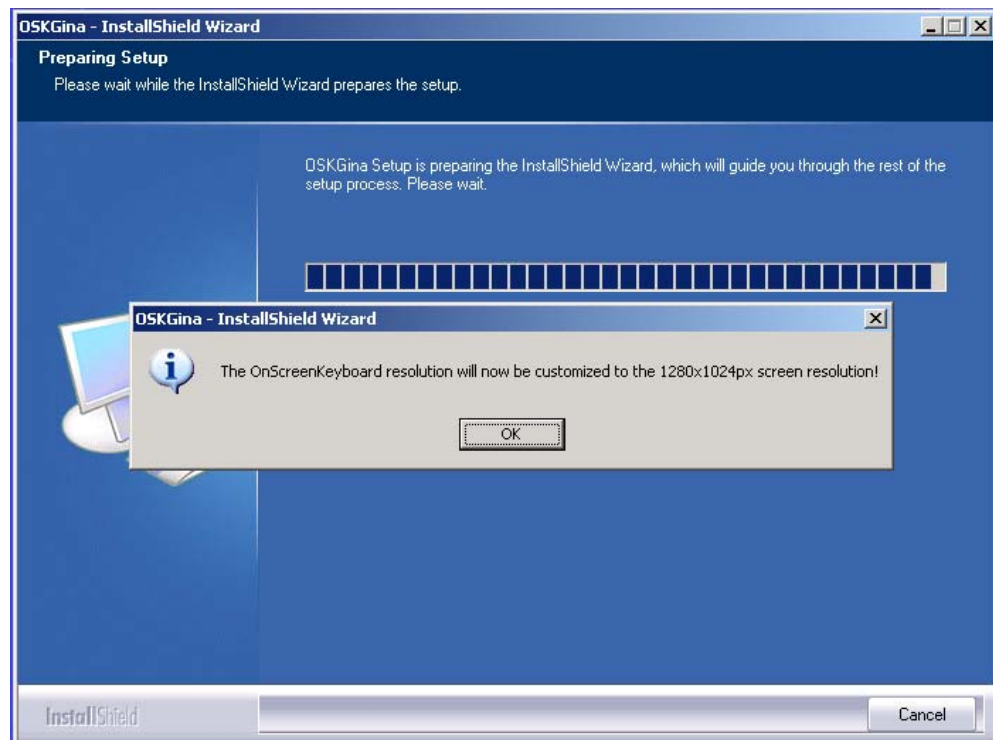 OSKGina - InstallShield Wizard
Preparing Setup
Please wait while the InstallShield Wizard prepares the setup.
OSKGina Setup is preparing the InstallShield Wizard, which will guide you through the rest of the
setup process. Please wait.
OSKGina - InstallShield Wizard
The OnScreenKeyboard resolution will now be customized to the 1280x1024px screen resolution!
OK
InstallShield
Cancel